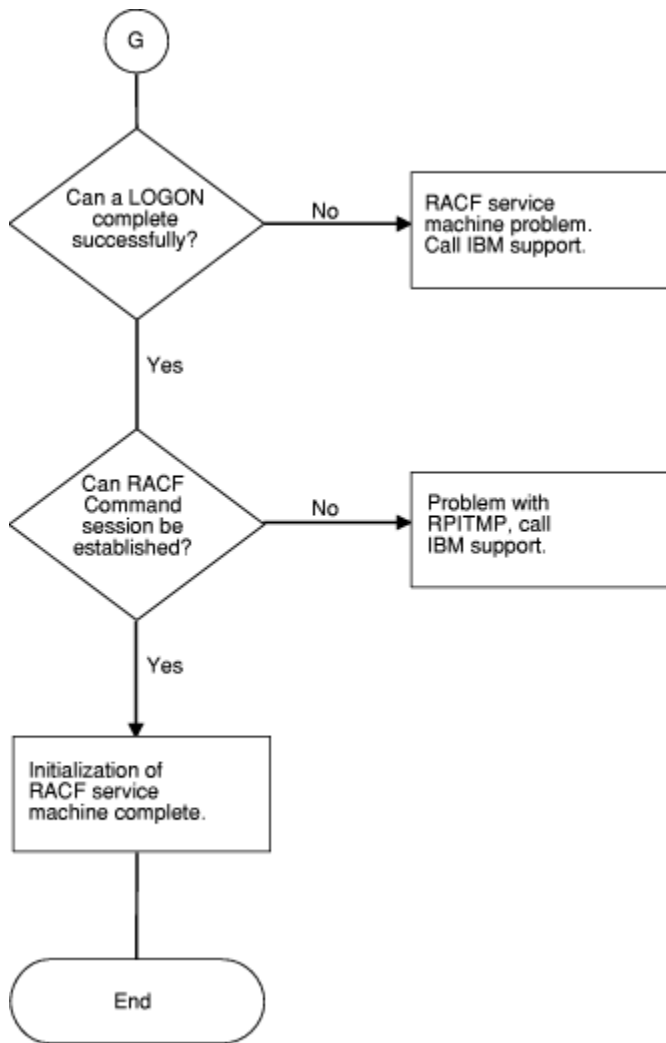 G
Can a LOGON
complete
successfully?
No
RACF service
machine problem.
Call IBM support.
Yes
Can RACF
Command
session be
established?
No
Problem with
RPITMP, call
IBM support.
Yes
Initialization of
RACF service
machine complete.
End